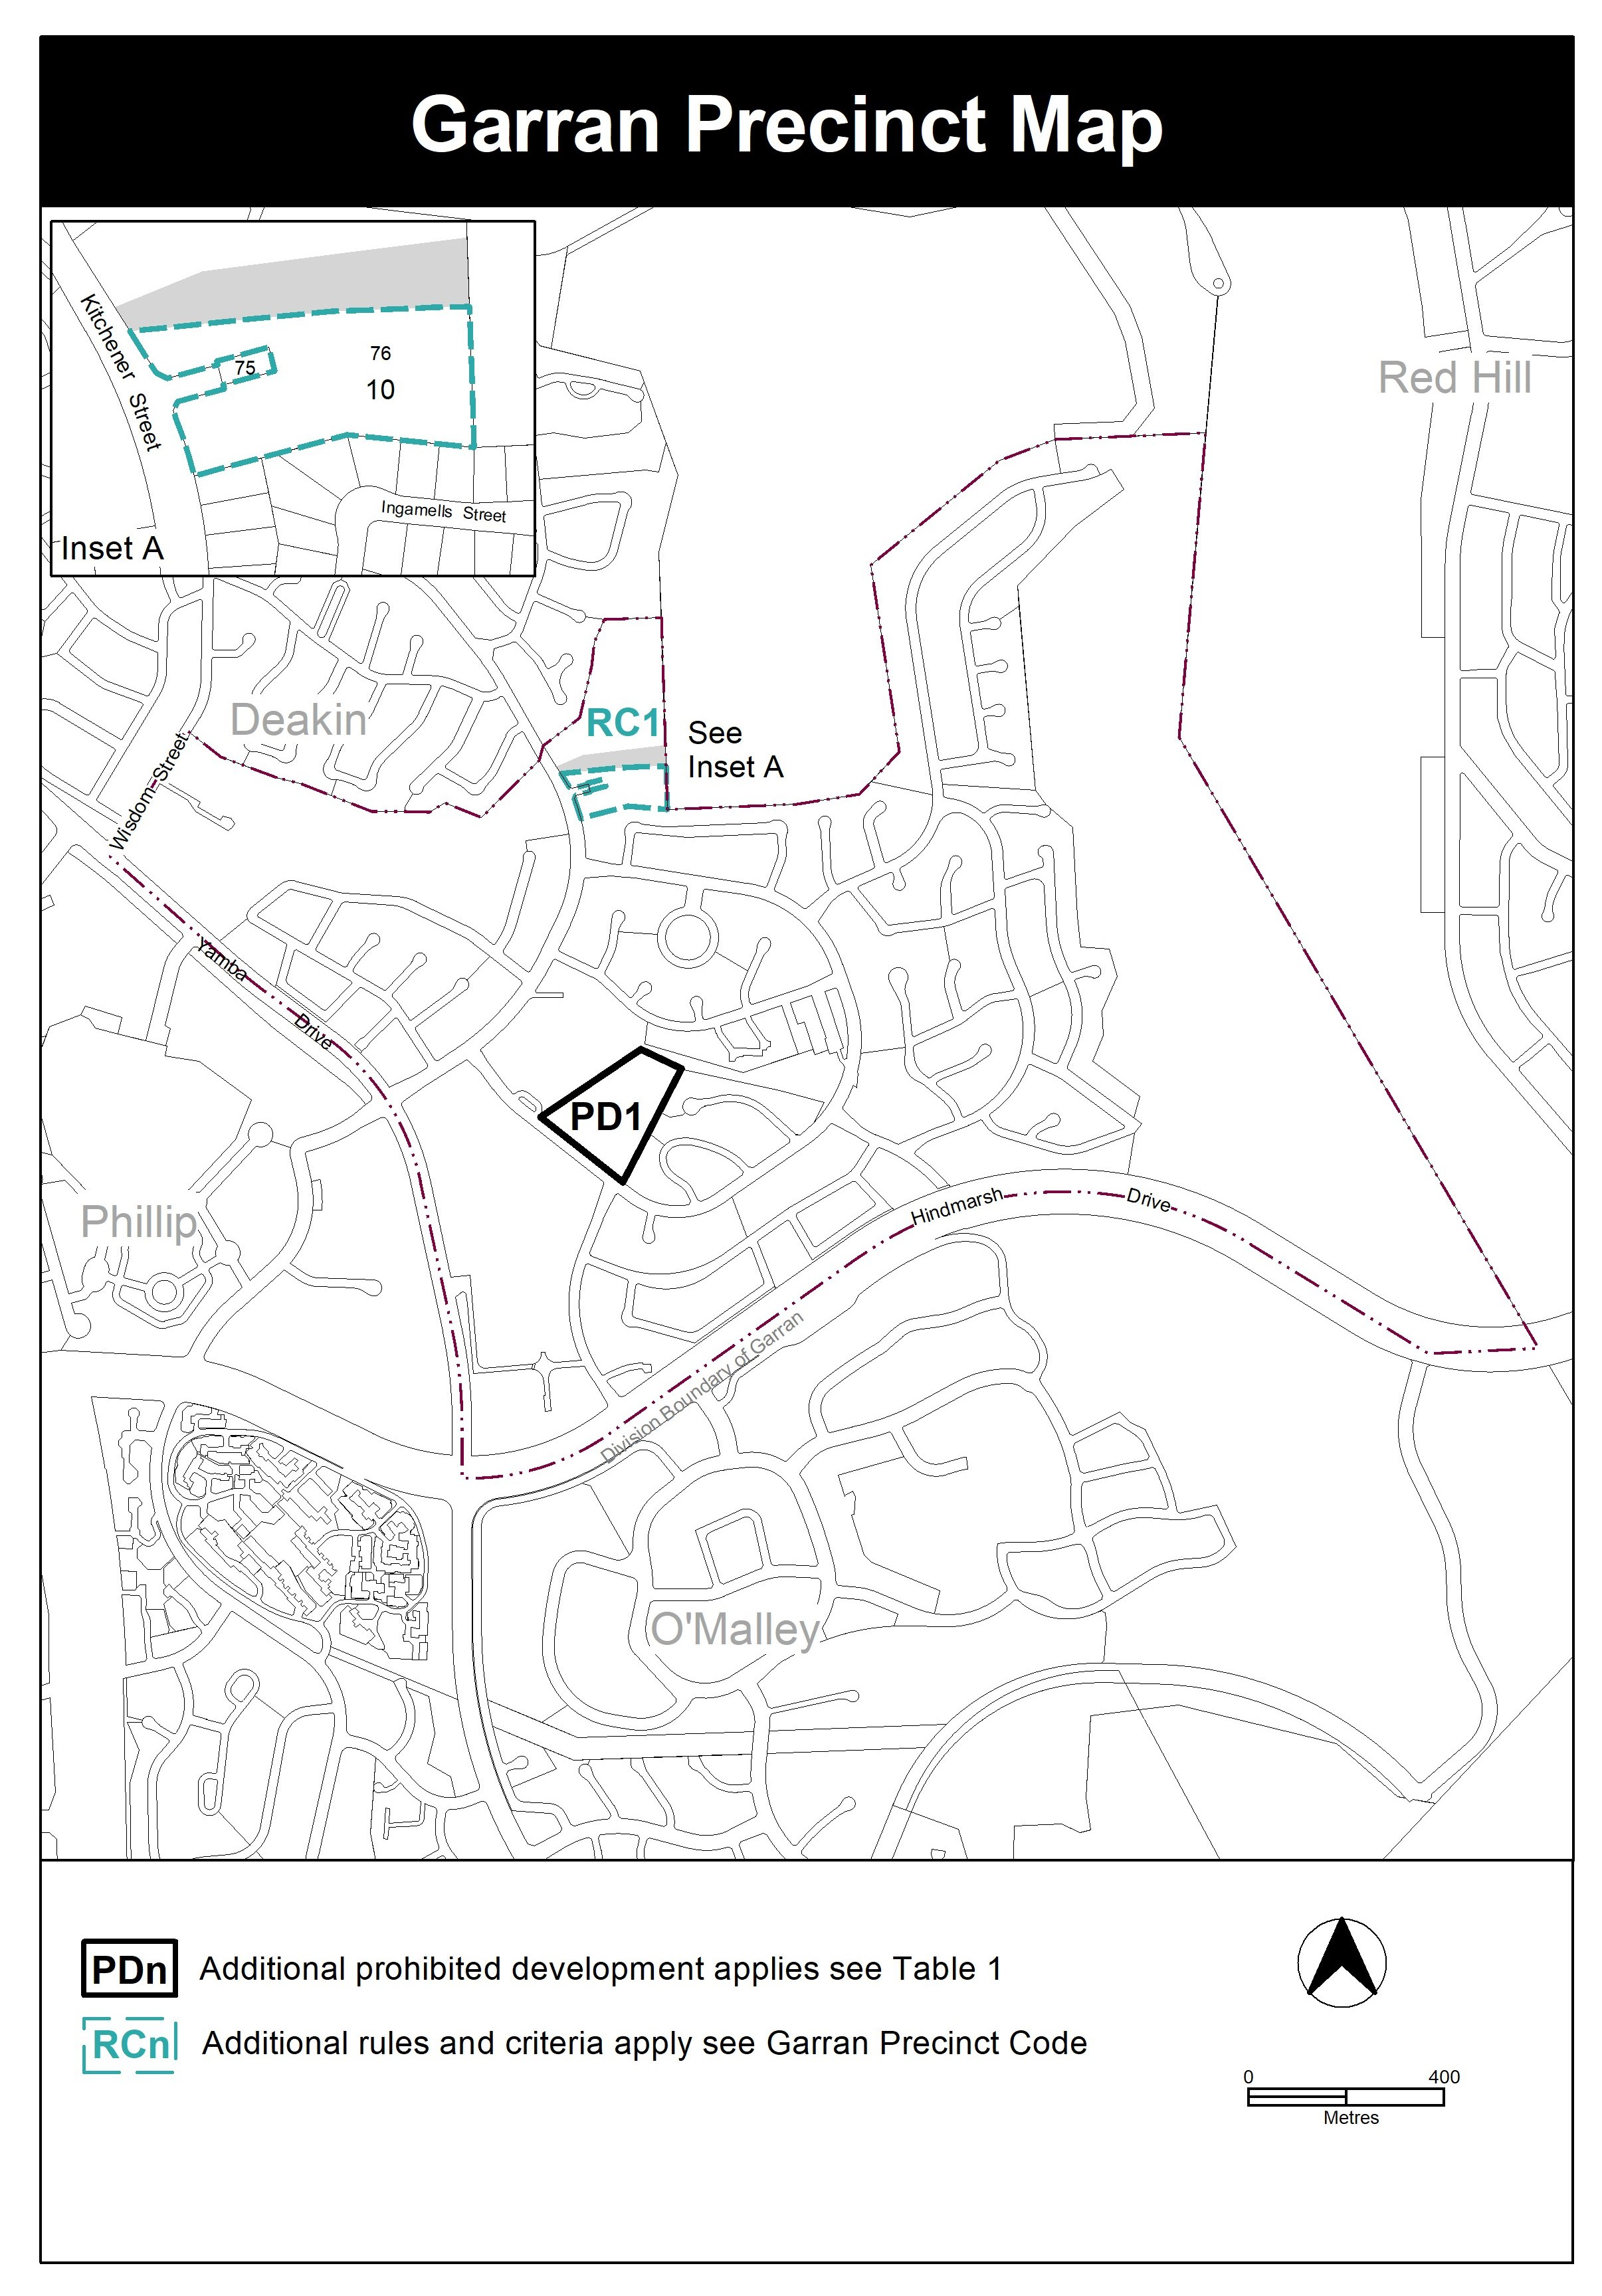 Garran Precinct Map
Kitchener Street
75
76
10
Ingamells Street
Inset A
Red Hill
Deakin
RC1
See
Inset A
Wisdom Street
Yamba
Drive
PD1
Phillip
Hindmarsh
Drive
Division Boundary of Garran
O'Malley
PDn Additional prohibited development applies see Table 1
RCn Additional rules and criteria apply see Garran Precinct Code
0 400
Metres